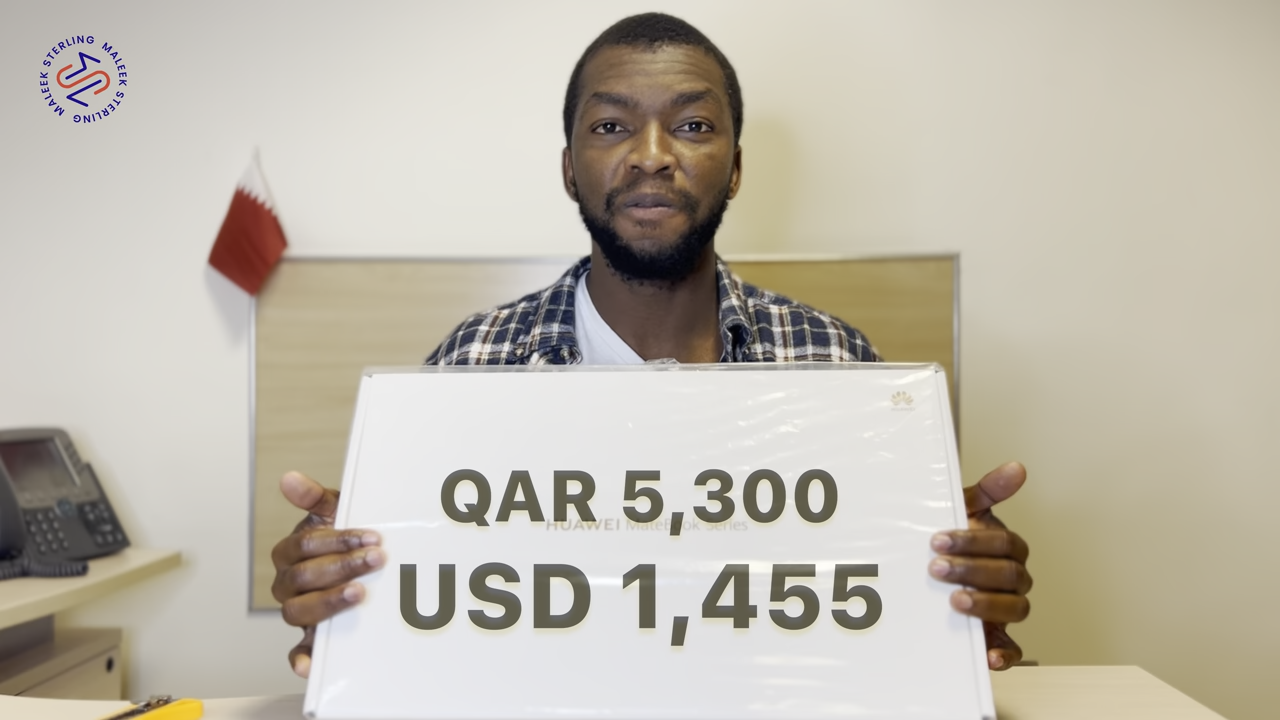 MALEEK STERLING MALEEK STERLING
QAR 5,300
HUAWEI MateBook Series
USD 1,455